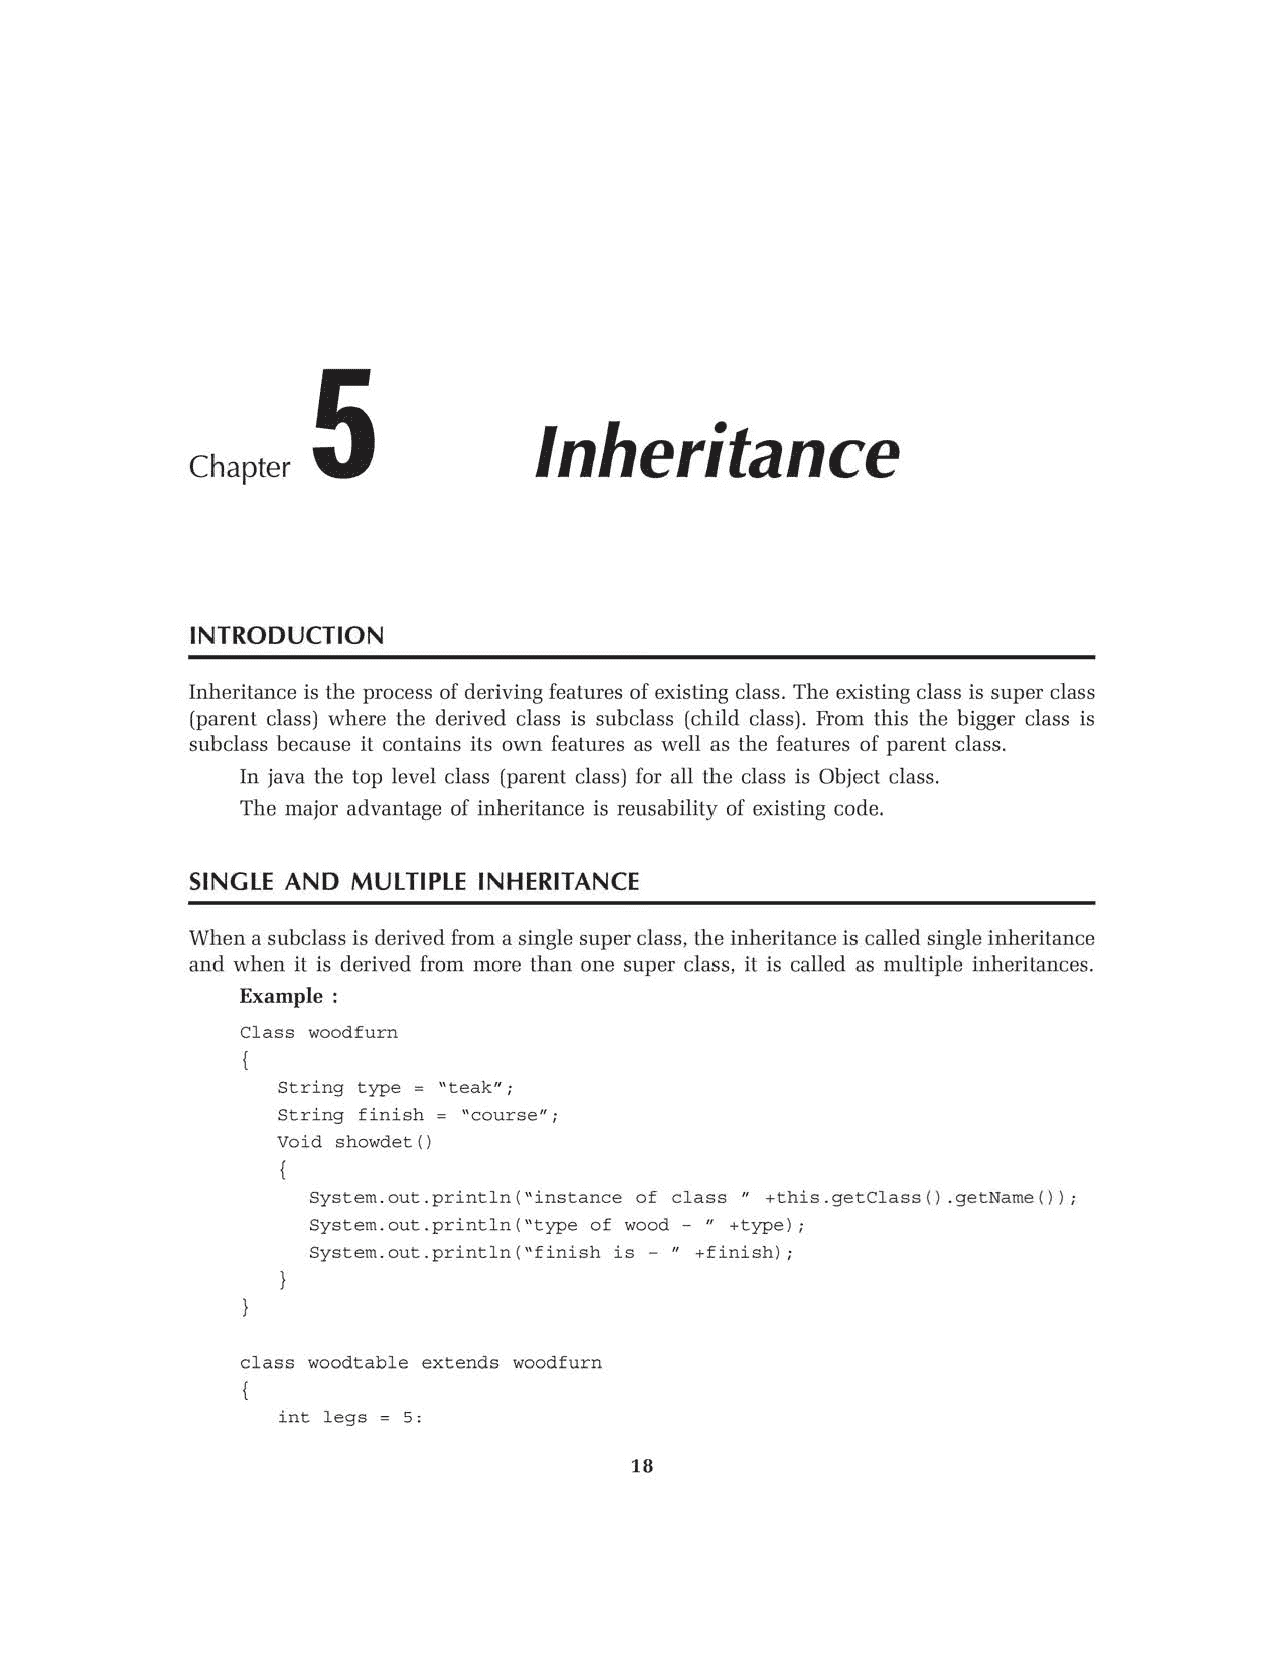 Chapter 5 Inheritance
INTRODUCTION
Inheritance is the process of deriving features of existing class. The existing class is super class
(parent class) where the derived class is subclass (child class). From this the bigger class is
subclass because it contains its own features as well as the features of parent class.
In java the top level class (parent class) for all the class is Object class.
The major advantage of inheritance is reusability of existing code.
SINGLE AND MULTIPLE INHERITANCE
When a subclass is derived from a single super class, the inheritance is called single inheritance
and when it is derived from more than one super class, it is called as multiple inheritances.
Example :
Class woodfurn
{
String type = “teak”;
String finish = “course”;
Void showdet()
{
System.out.println(“instance of class ” +this.getClass().getName());
System.out.println(“type of wood – ” +type);
System.out.println(“finish is – ” +finish);
}
}
class woodtable extends woodfurn
{
int legs = 5:
18